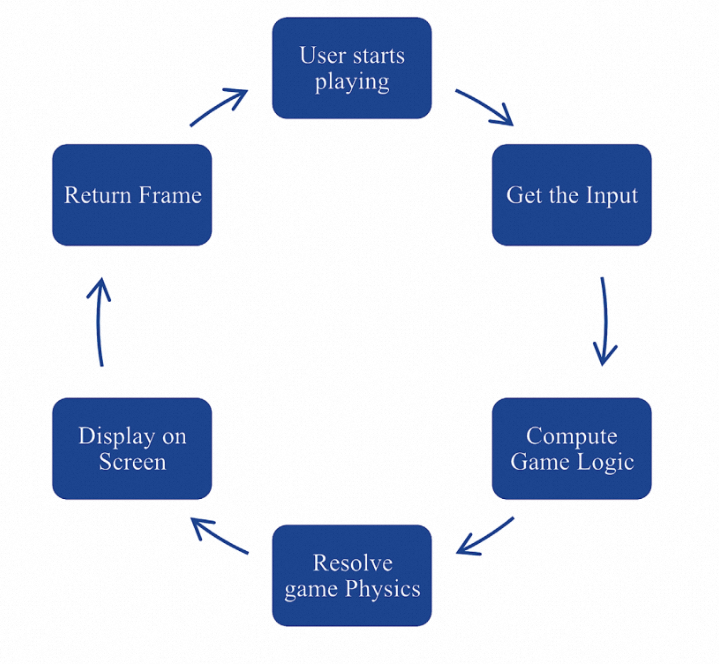 User starts
playing
Get the Input
Compute
Game Logic
Resolve
game Physics
Display on
Screen
Return Frame